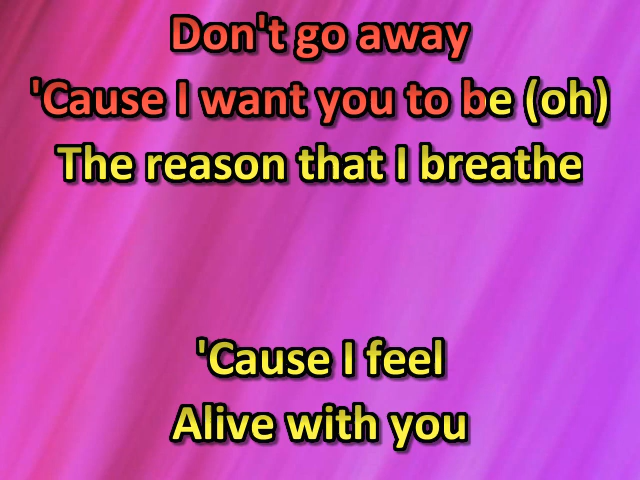 Don't go away
'Cause I want you to be (oh)
The reason that I breathe
'Cause I feel
Alive with you